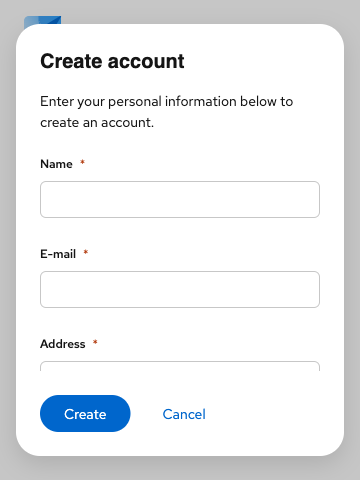 Create account
Enter your personal information below to
create an account.
Name *
E-mail *
Address *
Create Cancel